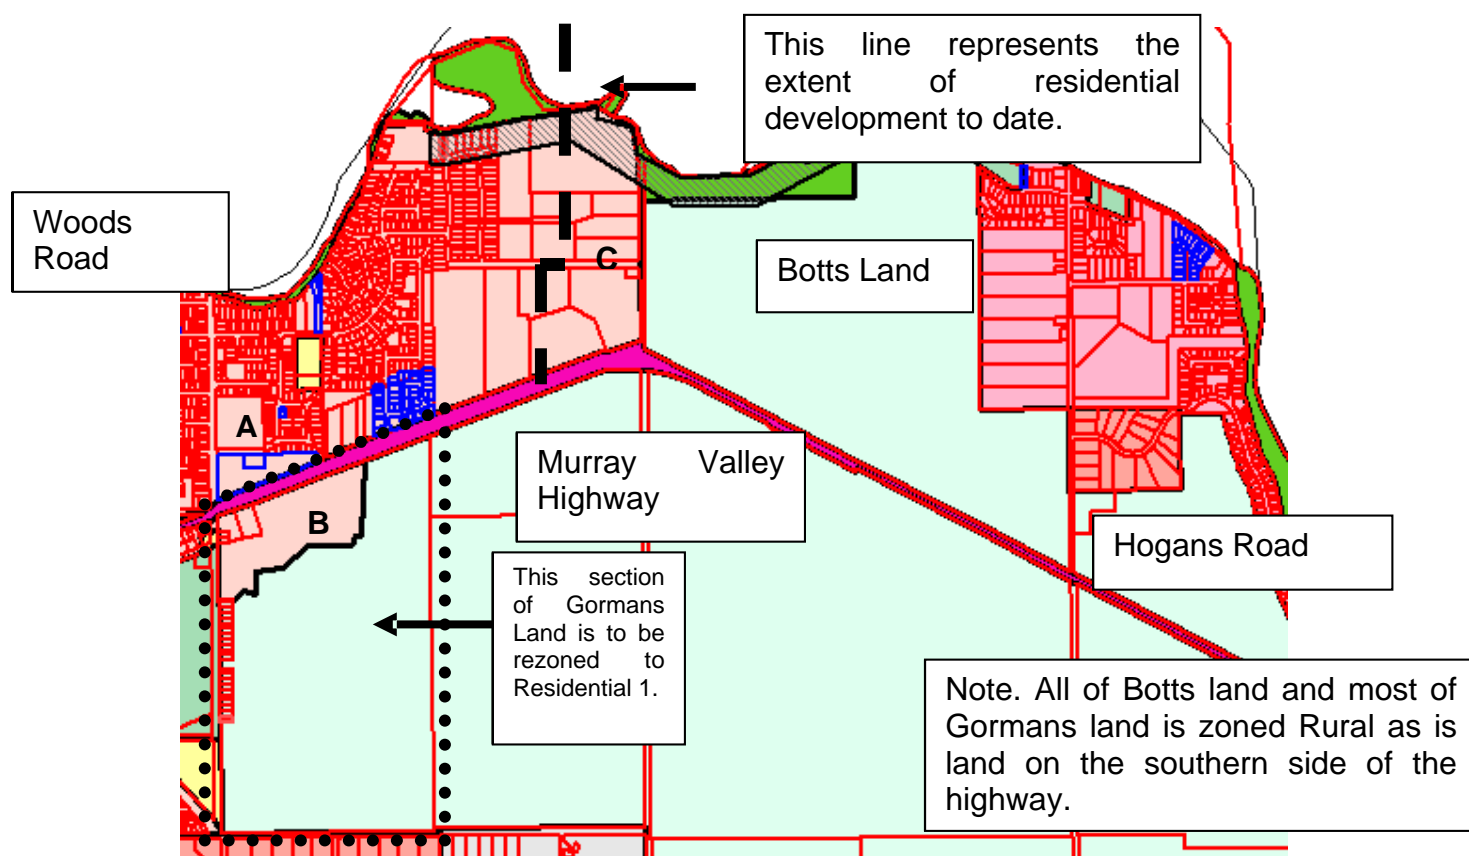 This line represents the
extent of residential
development to date.
Woods
Road
C
Botts Land
A
Murray Valley
Highway
B
Hogans Road
This section
of Gormans
Land is to be
rezoned to
Residential 1.
Note. All of Botts land and most of
Gormans land is zoned Rural as is
land on the southern side of the
highway.